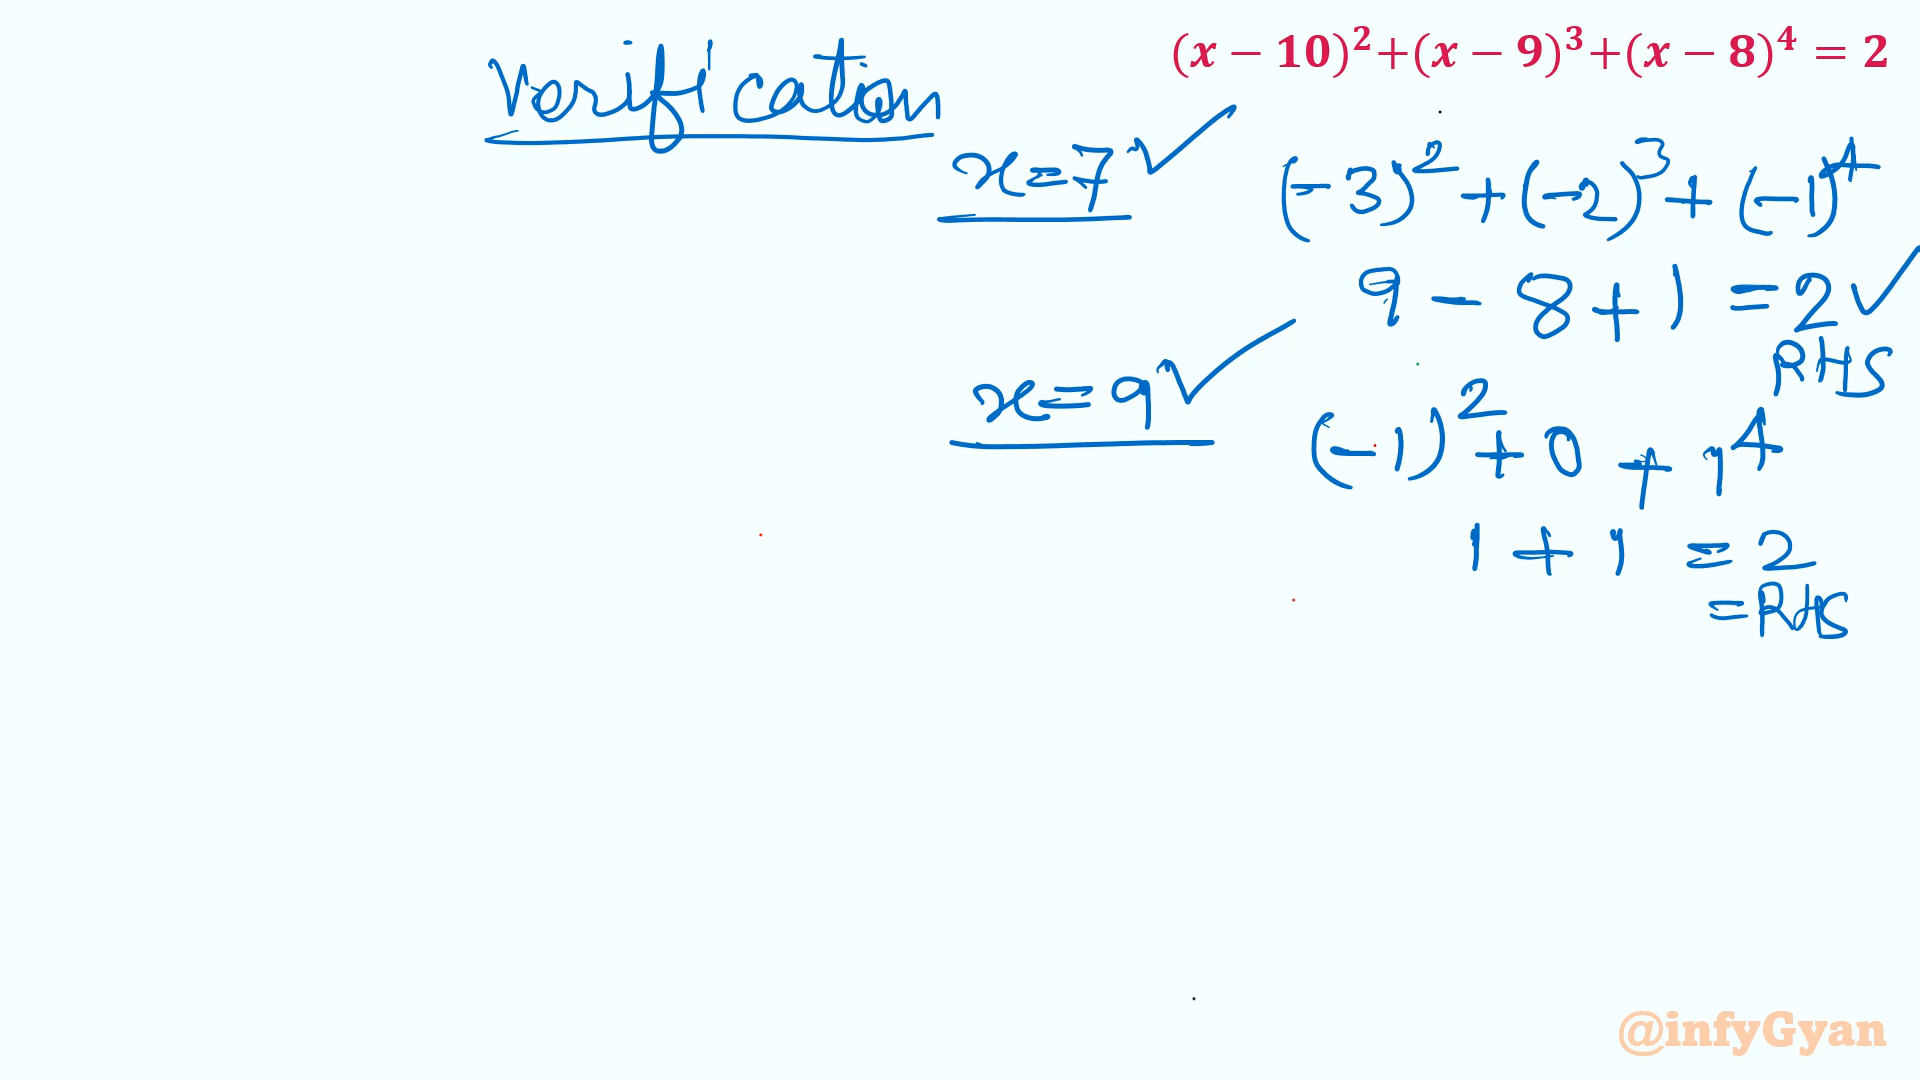 (x − 10)²+(x − 9)³+(x − 8)⁴ = 2
Verification
x=7 ✓ (−3)² + (−2)³ + (−1)⁴
9 − 8 + 1 = 2 ✓
RHS
x=9 ✓ (−1)² + 0 + 1⁴
1 + 1 = 2
= RHS
@infyGyan